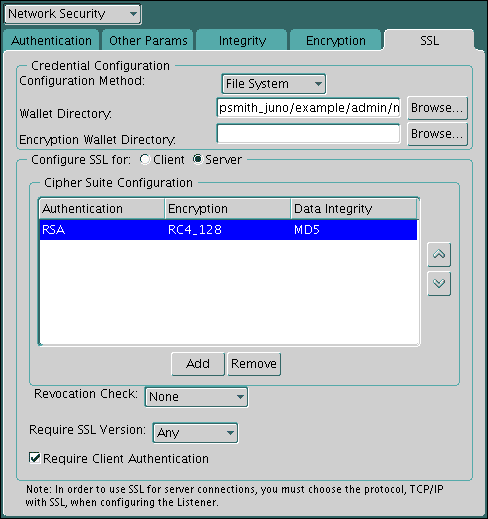 Network Security
Authentication Other Params Integrity Encryption SSL
Credential Configuration
Configuration Method: File System
Wallet Directory: psmith_juno/example/admin/n Browse...
Encryption Wallet Directory: Browse...
Configure SSL for: Client Server
Cipher Suite Configuration
Authentication Encryption Data Integrity
RSA RC4_128 MD5
Add Remove
Revocation Check: None
Require SSL Version: Any
Require Client Authentication
Note: In order to use SSL for server connections, you must choose the protocol, TCP/IP
with SSL, when configuring the Listener.